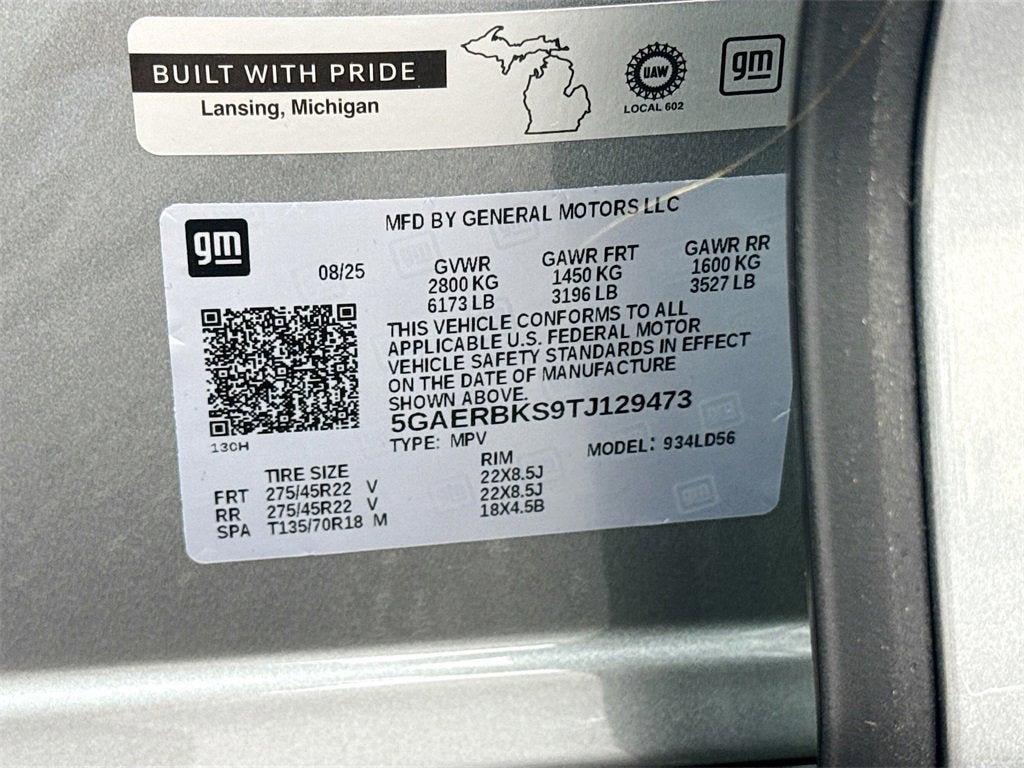 BUILT WITH PRIDE
Lansing, Michigan
UAW
LOCAL 602
gm
gm
MFD BY GENERAL MOTORS LLC
08/25
GVWR
2800 KG
6173 LB
GAWR FRT
1450 KG
3196 LB
GAWR RR
1600 KG
3527 LB
THIS VEHICLE CONFORMS TO ALL
APPLICABLE U.S. FEDERAL MOTOR
VEHICLE SAFETY STANDARDS IN EFFECT
ON THE DATE OF MANUFACTURE
SHOWN ABOVE.
5GAERBKS9TJ129473
TYPE: MPV
MODEL: 934LD56
13CH
TIRE SIZE
RIM
FRT 275/45R22 V 22X8.5J
RR 275/45R22 V 22X8.5J
SPA T135/70R18 M 18X4.5B